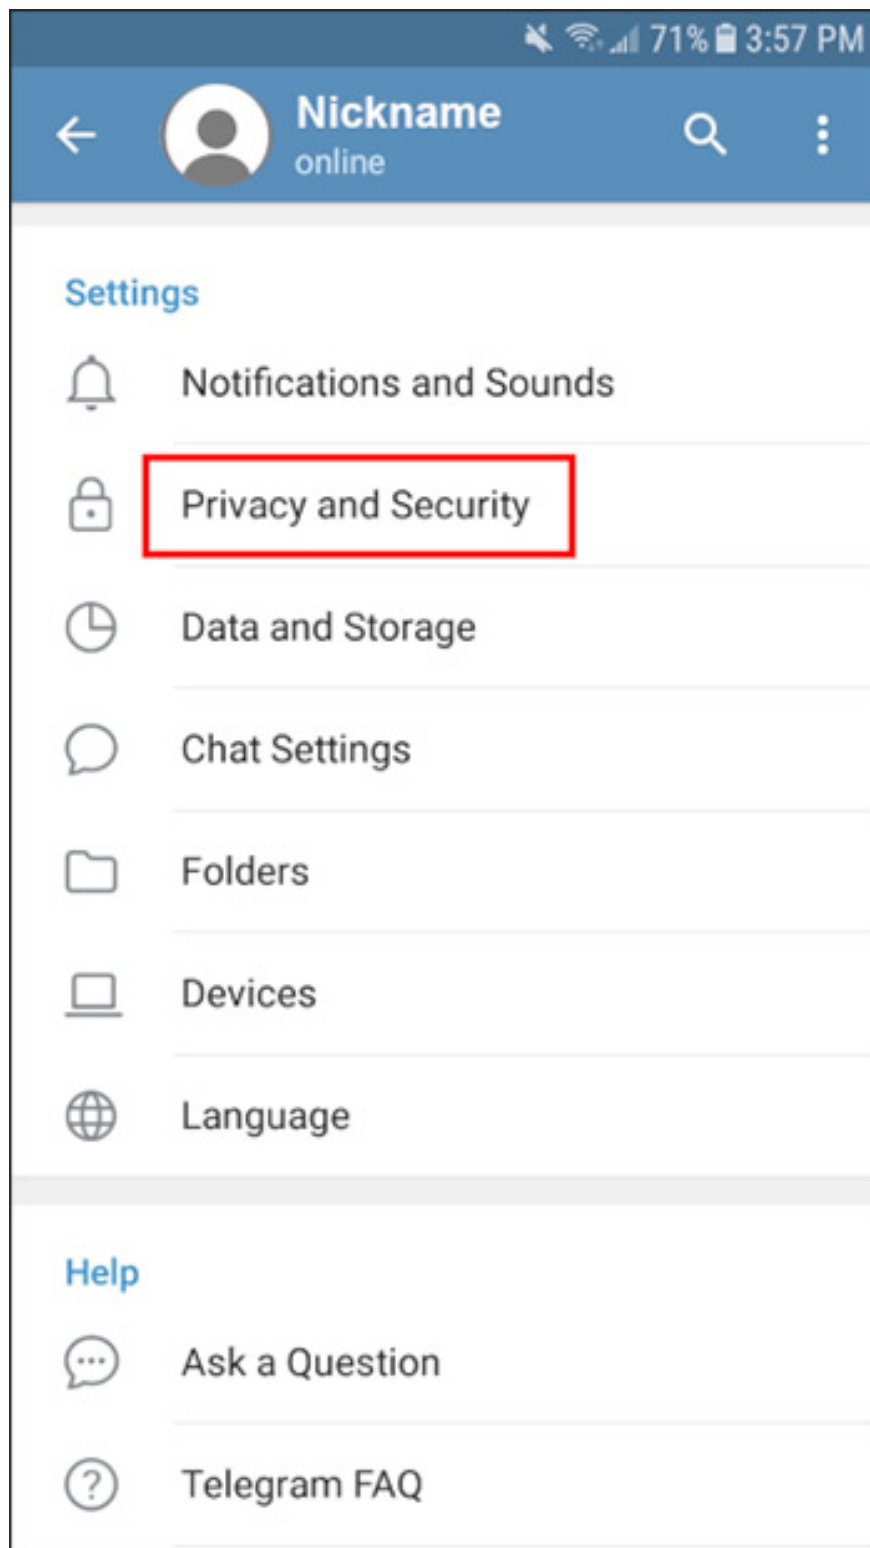 71% 3:57 PM
Nickname
online
Settings
Notifications and Sounds
Privacy and Security
Data and Storage
Chat Settings
Folders
Devices
Language
Help
Ask a Question
Telegram FAQ